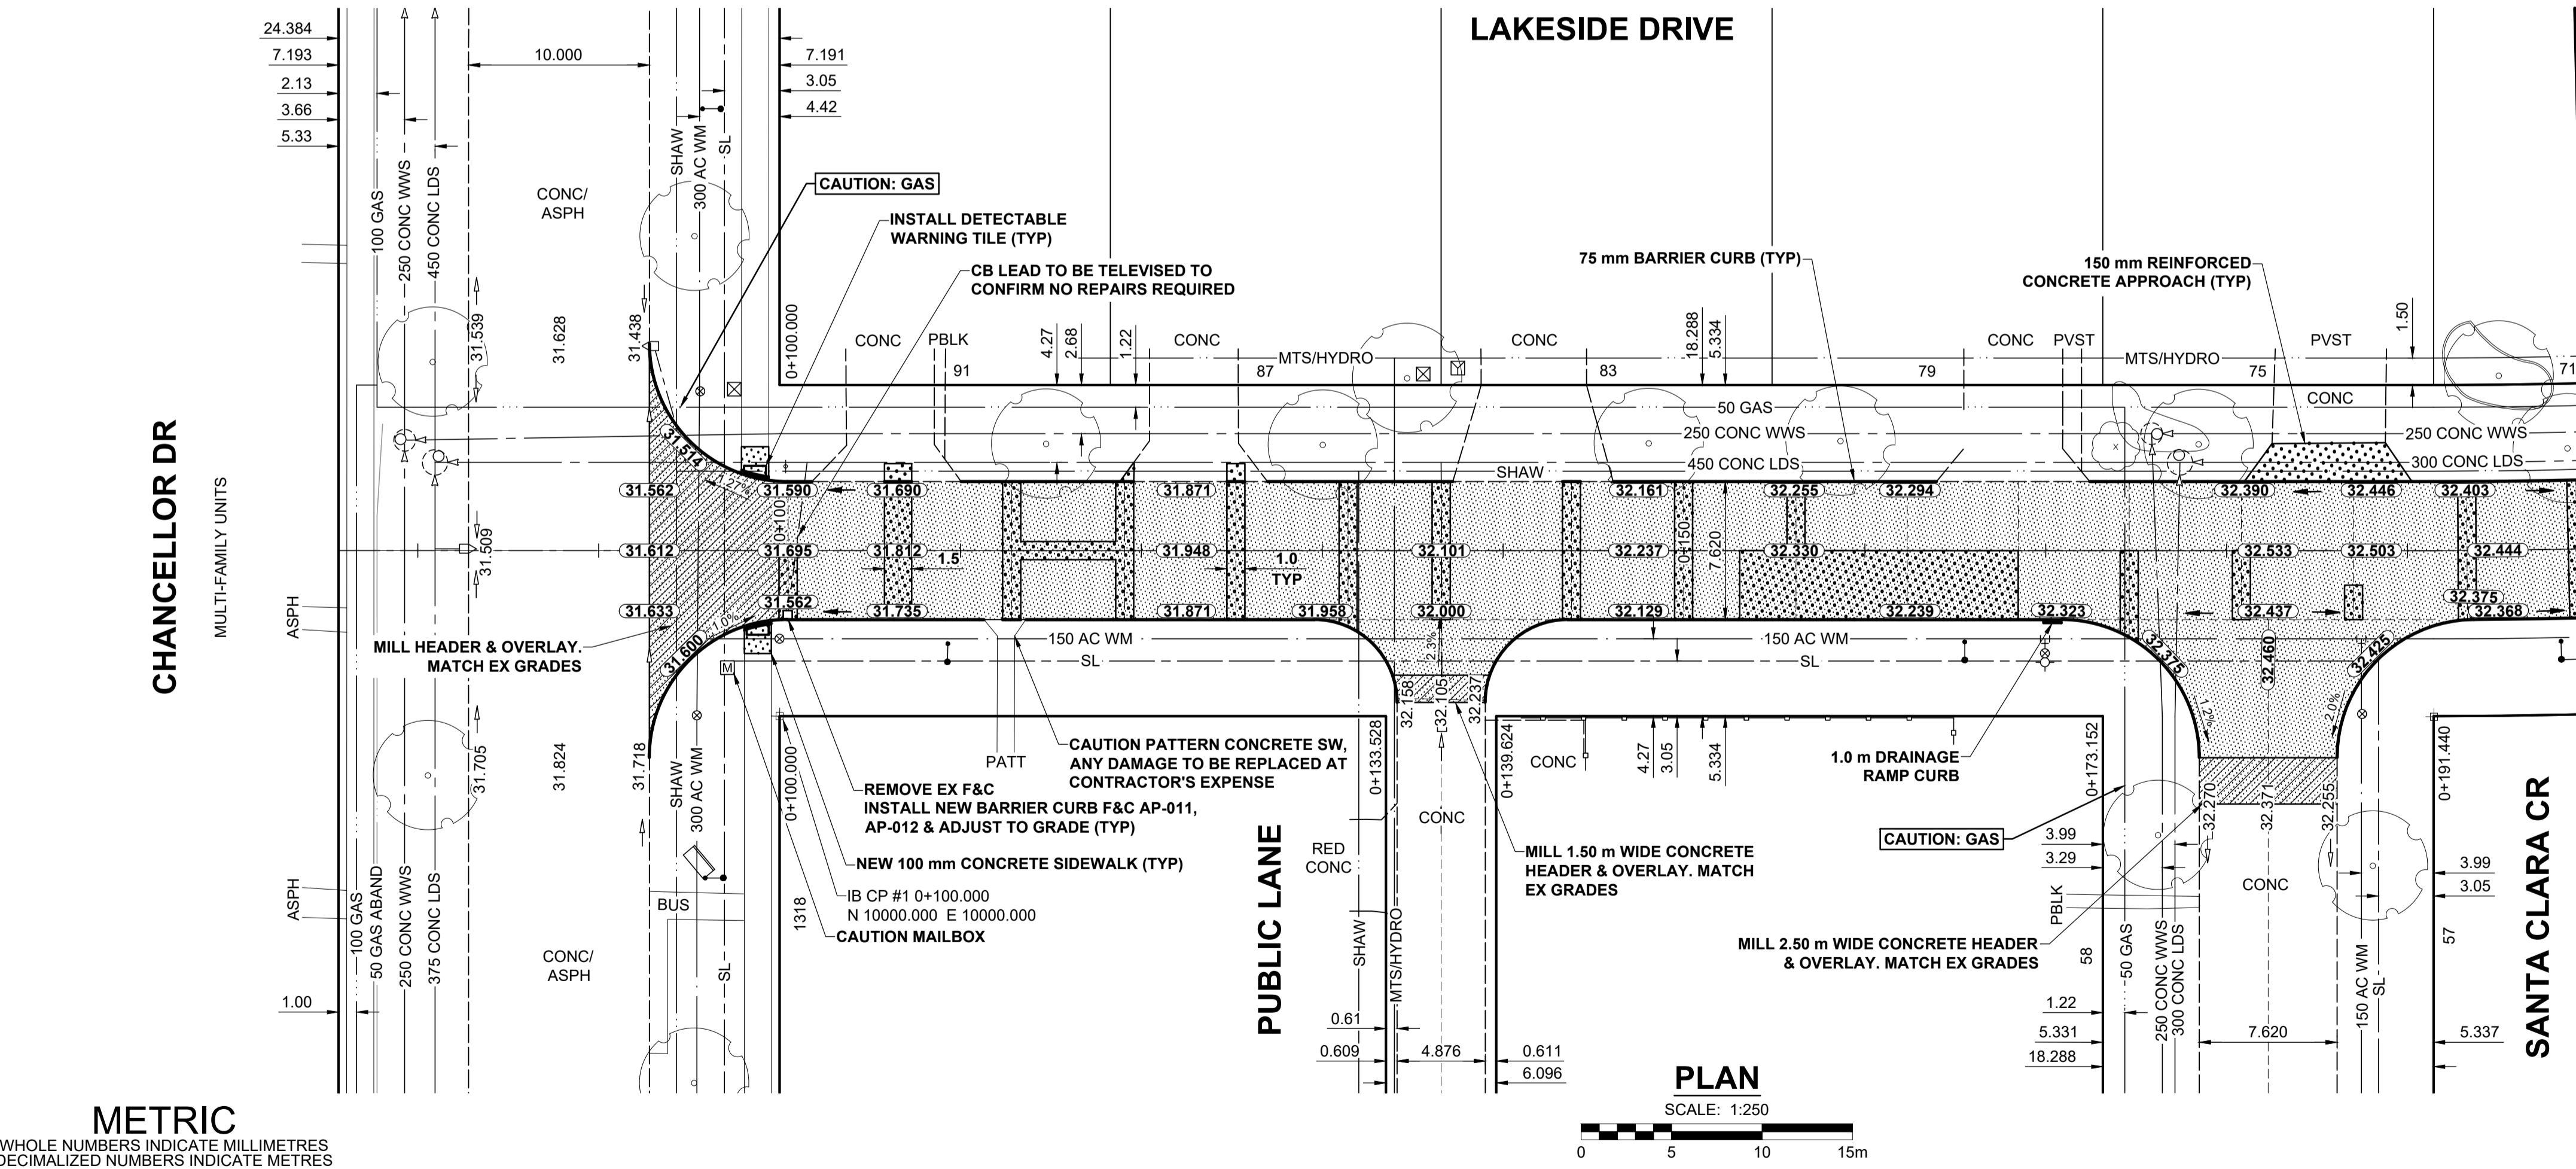 LAKESIDE DRIVE
24.384
7.193
2.13
3.66
5.33
10.000
7.191
3.05
4.42
100 GAS
250 CONC WWS
450 CONC LDS
CONC/
ASPH
SHAW
300 AC WM
SL
CAUTION: GAS
INSTALL DETECTABLE
WARNING TILE (TYP)
CB LEAD TO BE TELEVISED TO
CONFIRM NO REPAIRS REQUIRED
75 mm BARRIER CURB (TYP)
150 mm REINFORCED
CONCRETE APPROACH (TYP)
31.539
31.628
31.438
0+100.000
CONC
PBLK
91
4.27
2.68
1.22
CONC
87
MTS/HYDRO
CONC
83
18.288
5.334
79
CONC
PVST
MTS/HYDRO
75
PVST
1.50
71
50 GAS
CONC
250 CONC WWS
250 CONC WWS
450 CONC LDS
300 CONC LDS
SHAW
CHANCELLOR DR
MULTI-FAMILY UNITS
31.514
1.27%
31.562
31.590
31.690
31.871
32.161
32.255
32.294
32.390
32.446
32.403
0+100
0+150
7.620
31.509
31.612
31.695
31.812
31.948
32.101
32.237
32.330
32.533
32.503
32.444
1.5
1.0
TYP
31.633
31.562
31.735
31.871
31.958
32.000
32.129
32.239
32.323
32.437
32.375
32.368
ASPH
1.0%
31.600
MILL HEADER & OVERLAY.
MATCH EX GRADES
M
150 AC WM
SL
150 AC WM
SL
2.3%
32.158
32.105
32.237
32.375
32.460
32.425
1.2%
2.0%
31.705
31.824
31.718
SHAW
300 AC WM
0+100.000
PATT
CAUTION PATTERN CONCRETE SW,
ANY DAMAGE TO BE REPLACED AT
CONTRACTOR'S EXPENSE
REMOVE EX F&C
INSTALL NEW BARRIER CURB F&C AP-011,
AP-012 & ADJUST TO GRADE (TYP)
NEW 100 mm CONCRETE SIDEWALK (TYP)
IB CP #1 0+100.000
N 10000.000 E 10000.000
CAUTION MAILBOX
1318
0+133.528
0+139.624
CONC
4.27
3.05
5.334
1.0 m DRAINAGE
RAMP CURB
0+173.152
0+191.440
32.270
32.371
32.255
CONC
PUBLIC LANE
RED
CONC
MILL 1.50 m WIDE CONCRETE
HEADER & OVERLAY. MATCH
EX GRADES
CAUTION: GAS
3.99
3.29
3.99
3.05
CONC
PBLK
58
57
MILL 2.50 m WIDE CONCRETE HEADER
& OVERLAY. MATCH EX GRADES
SANTA CLARA CR
ASPH
100 GAS
50 GAS ABAND
250 CONC WWS
375 CONC LDS
CONC/
ASPH
BUS
SL
SHAW
MTS/HYDRO
50 GAS
250 CONC WWS
300 CONC LDS
150 AC WM
SL
1.00
0.61
0.609
4.876
0.611
6.096
1.22
5.331
18.288
7.620
5.337
PLAN
SCALE: 1:250
0
5
10
15m
METRIC
WHOLE NUMBERS INDICATE MILLIMETRES
DECIMALIZED NUMBERS INDICATE METRES